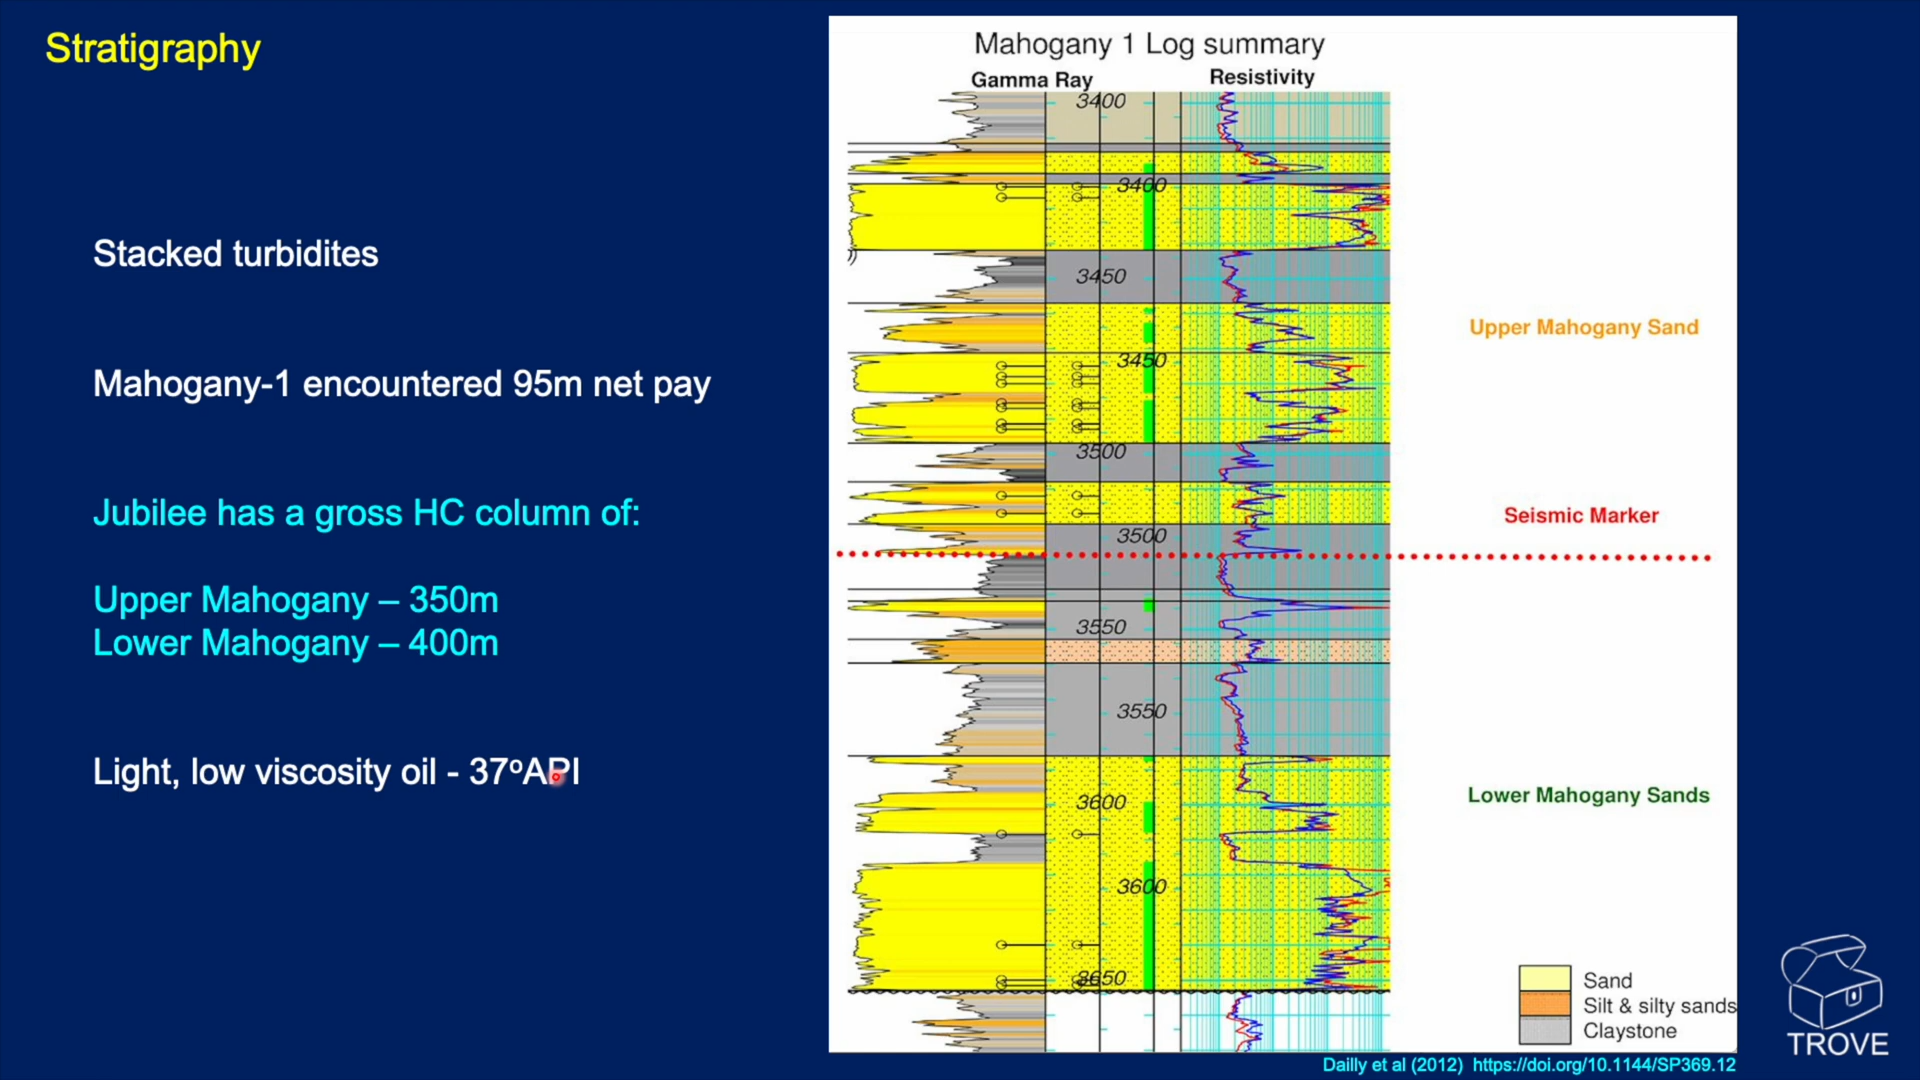 Stratigraphy
Stacked turbidites
Mahogany-1 encountered 95m net pay
Jubilee has a gross HC column of:
Upper Mahogany – 350m
Lower Mahogany – 400m
Light, low viscosity oil - 37ºAPI
Mahogany 1 Log summary
Gamma Ray
Resistivity
3400
3400
3450
3450
3500
3500
3550
3550
3600
3600
3650
Upper Mahogany Sand
Seismic Marker
Lower Mahogany Sands
Sand
Silt & silty sands
Claystone
TROVE
Dailly et al (2012) https://doi.org/10.1144/SP369.12